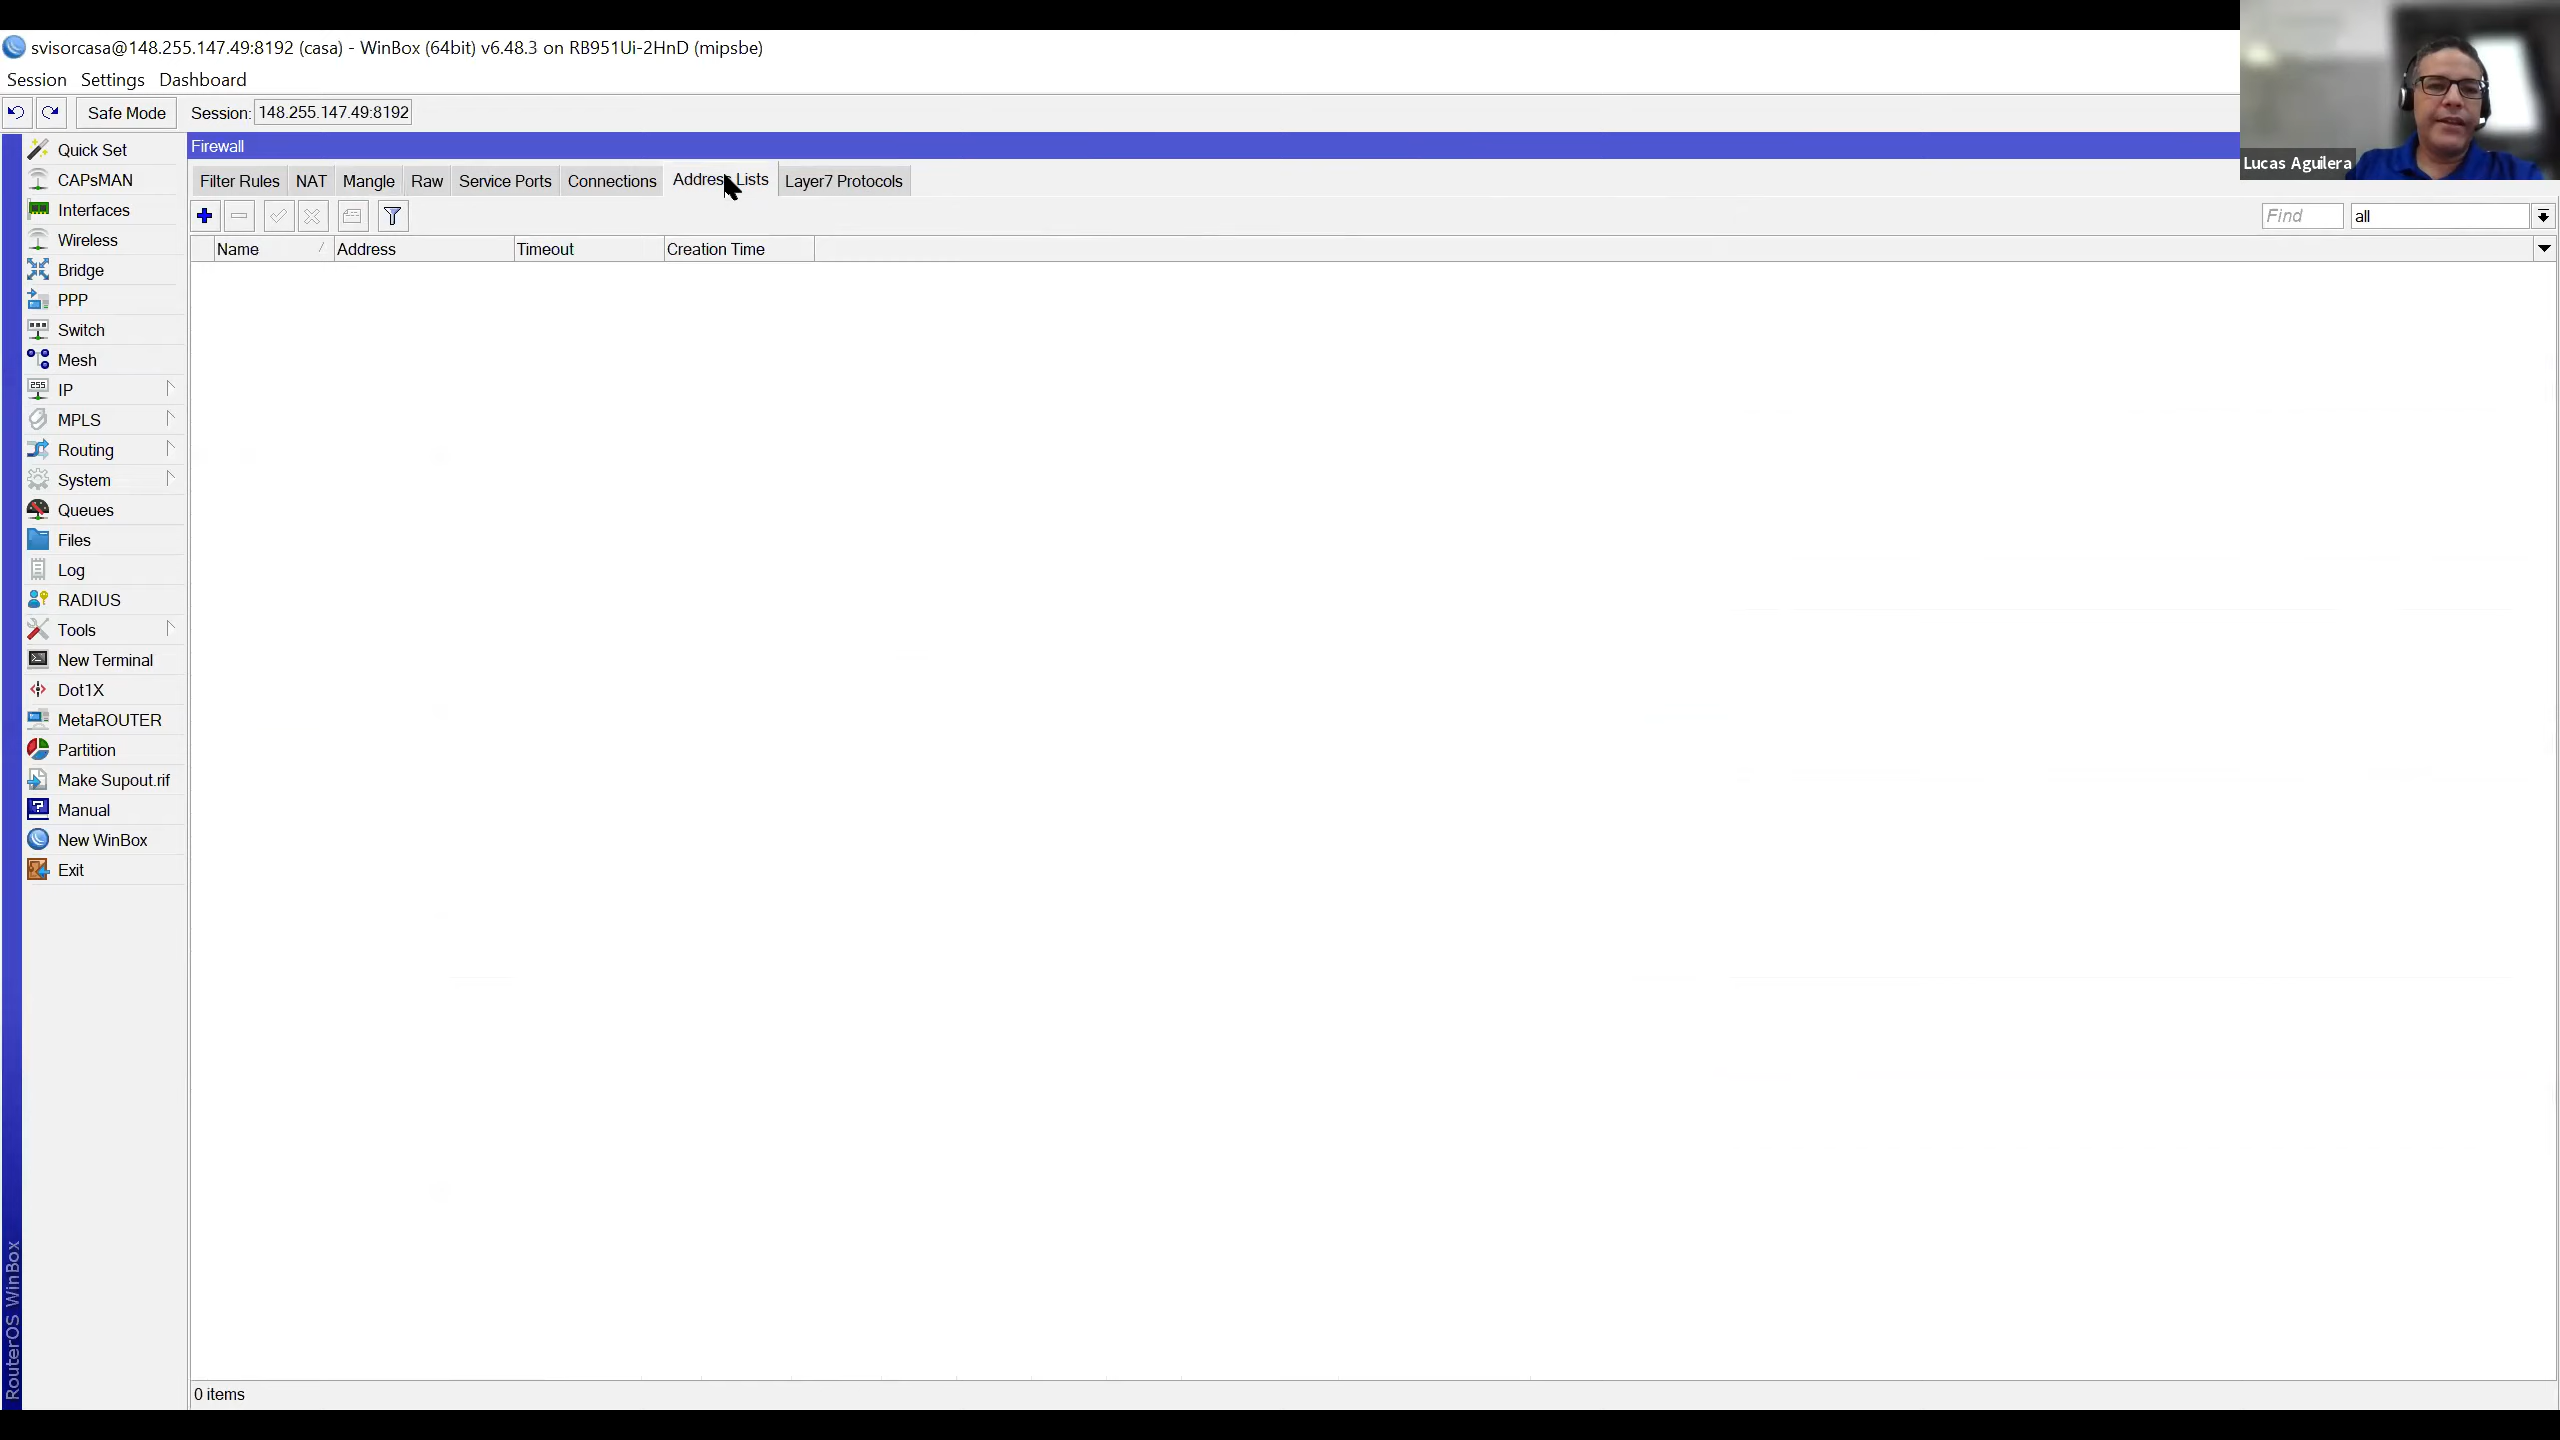 svisorcasa@148.255.147.49:8192 (casa) - WinBox (64bit) v6.48.3 on RB951Ui-2HnD (mipsbe)
Session Settings Dashboard
Safe Mode Session: 148.255.147.49:8192
Lucas Aguilera
Firewall
Filter Rules NAT Mangle Raw Service Ports Connections Address Lists Layer7 Protocols
Find all
Name Address Timeout Creation Time
Quick Set
CAPsMAN
Interfaces
Wireless
Bridge
PPP
Switch
Mesh
IP
MPLS
Routing
System
Queues
Files
Log
RADIUS
Tools
New Terminal
Dot1X
MetaROUTER
Partition
Make Supout.rif
Manual
New WinBox
Exit
RouterOS WinBox
0 items